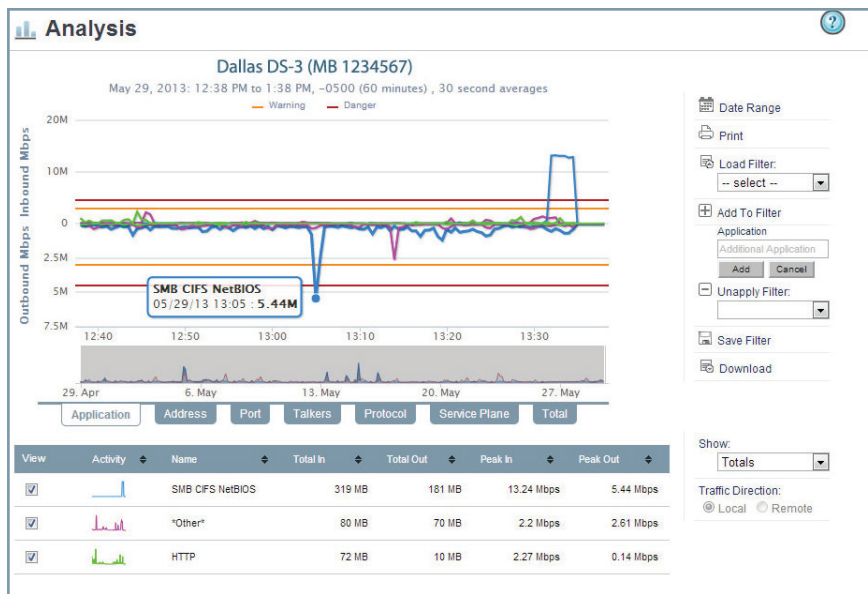 Analysis
Dallas DS-3 (MB 1234567)
May 29, 2013: 12:38 PM to 1:38 PM, -0500 (60 minutes) , 30 second averages
Warning Danger
Outbound Mbps Inbound Mbps
20M
10M
0
2.5M
5M
7.5M
SMB CIFS NetBIOS
05/29/13 13:05 : 5.44M
12:40 12:50 13:00 13:10 13:20 13:30
29. Apr 6. May 13. May 20. May 27. May
Application Address Port Talkers Protocol Service Plane Total
View Activity Name Total In Total Out Peak In Peak Out
SMB CIFS NetBIOS 319 MB 181 MB 13.24 Mbps 5.44 Mbps
*Other* 80 MB 70 MB 2.2 Mbps 2.61 Mbps
HTTP 72 MB 10 MB 2.27 Mbps 0.14 Mbps
?
Date Range
Print
Load Filter:
-- select --
Add To Filter
Application
Additional Application
Add Cancel
Unapply Filter:
Save Filter
Download
Show:
Totals
Traffic Direction:
Local Remote